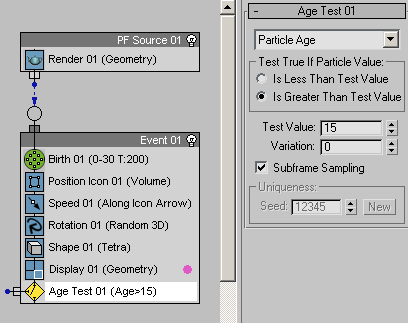 PF Source 01
Render 01 (Geometry)
Event 01
Birth 01 (0-30 T:200)
Position Icon 01 (Volume)
Speed 01 (Along Icon Arrow)
Rotation 01 (Random 3D)
Shape 01 (Tetra)
Display 01 (Geometry)
Age Test 01 (Age>15)
- Age Test 01
Particle Age
Test True If Particle Value:
Is Less Than Test Value
Is Greater Than Test Value
Test Value: 15
Variation: 0
Subframe Sampling
Uniqueness:
Seed: 12345 New